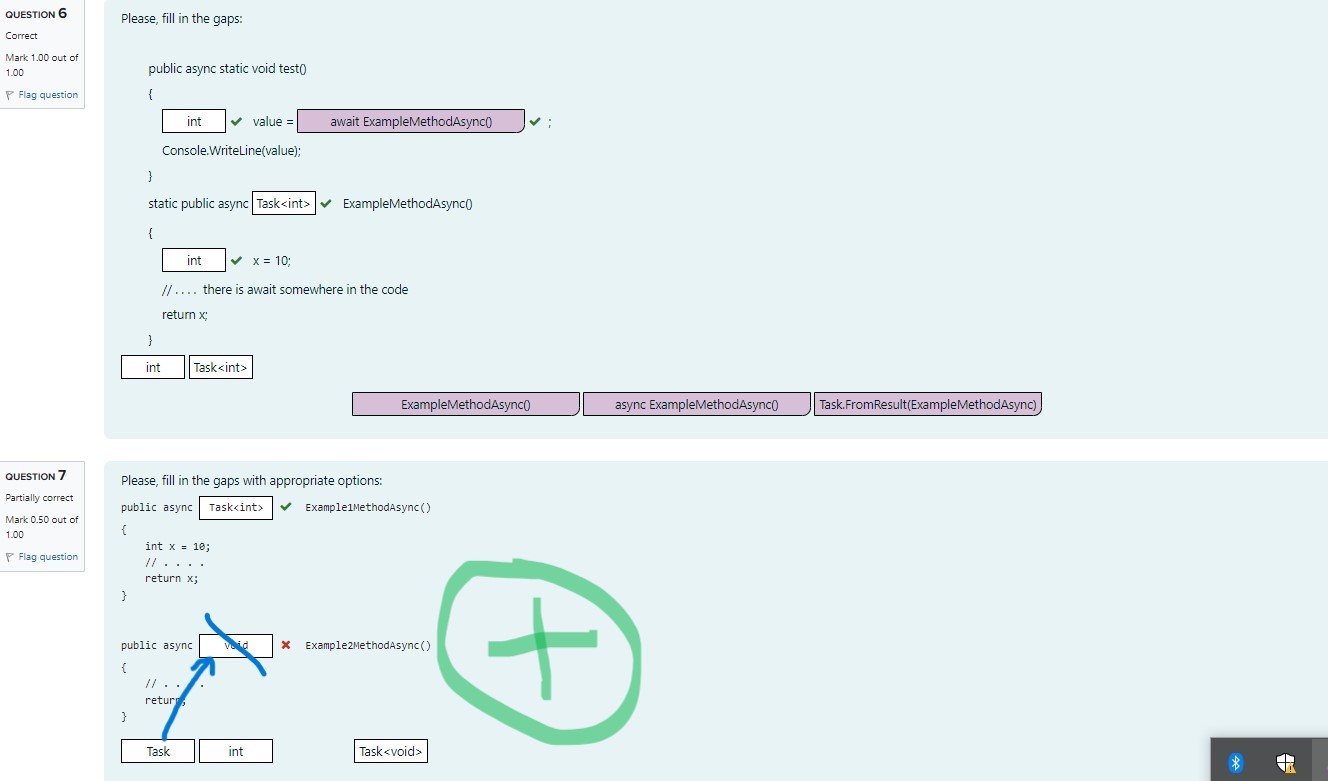 QUESTION 6
Correct
Mark 1.00 out of
1.00
Flag question
Please, fill in the gaps:
public async static void test()
{
int value = await ExampleMethodAsync() ;
Console.WriteLine(value);
}
static public async Task<int> ExampleMethodAsync()
{
int x = 10;
// . . . . there is await somewhere in the code
return x;
}
int Task<int>
ExampleMethodAsync() async ExampleMethodAsync() Task.FromResult(ExampleMethodAsync)
QUESTION 7
Partially correct
Mark 0.50 out of
1.00
Flag question
Please, fill in the gaps with appropriate options:
public async Task<int> Example1MethodAsync()
{
int x = 10;
// . . . .
return x;
}
public async void Example2MethodAsync()
{
// . . . .
return;
}
Task int Task<void>